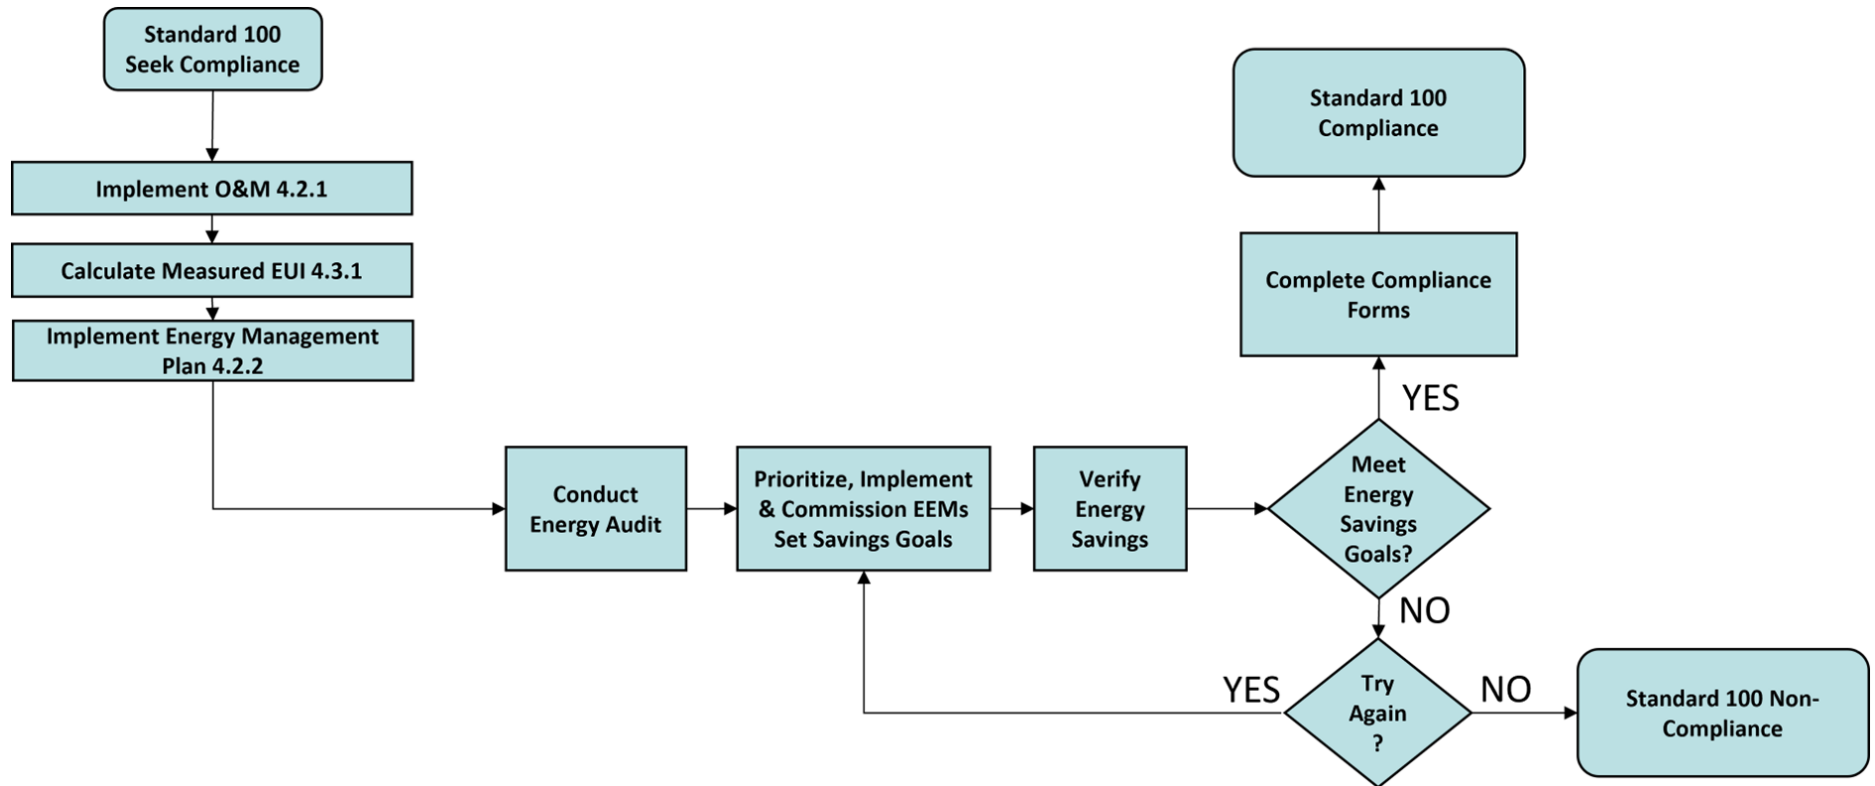 Standard 100
Seek Compliance
Implement O&M 4.2.1
Calculate Measured EUI 4.3.1
Implement Energy Management
Plan 4.2.2
Conduct
Energy Audit
Prioritize, Implement
& Commission EEMs
Set Savings Goals
Verify
Energy
Savings
Meet
Energy
Savings
Goals?
YES
Complete Compliance
Forms
Standard 100
Compliance
NO
Try
Again
?
YES
NO
Standard 100 Non-
Compliance